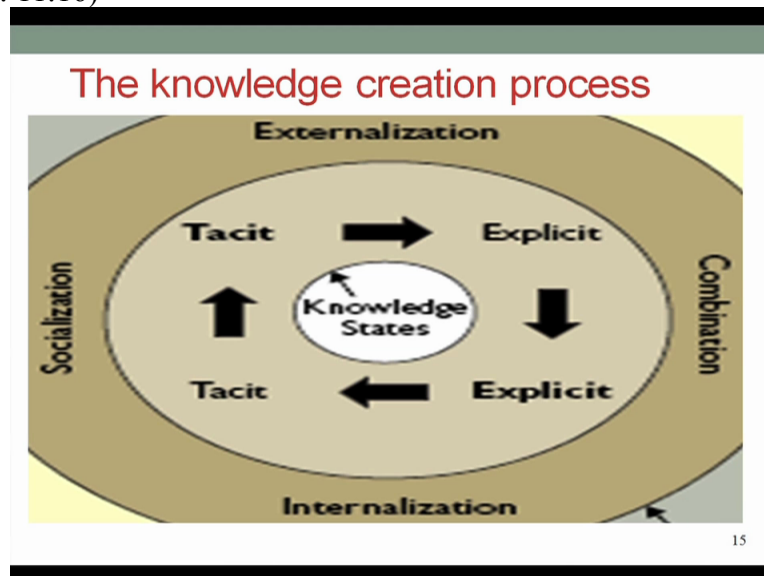 The knowledge creation process
Externalization
Tacit
Explicit
Socialization
Knowledge
States
Combination
Tacit
Explicit
Internalization
15